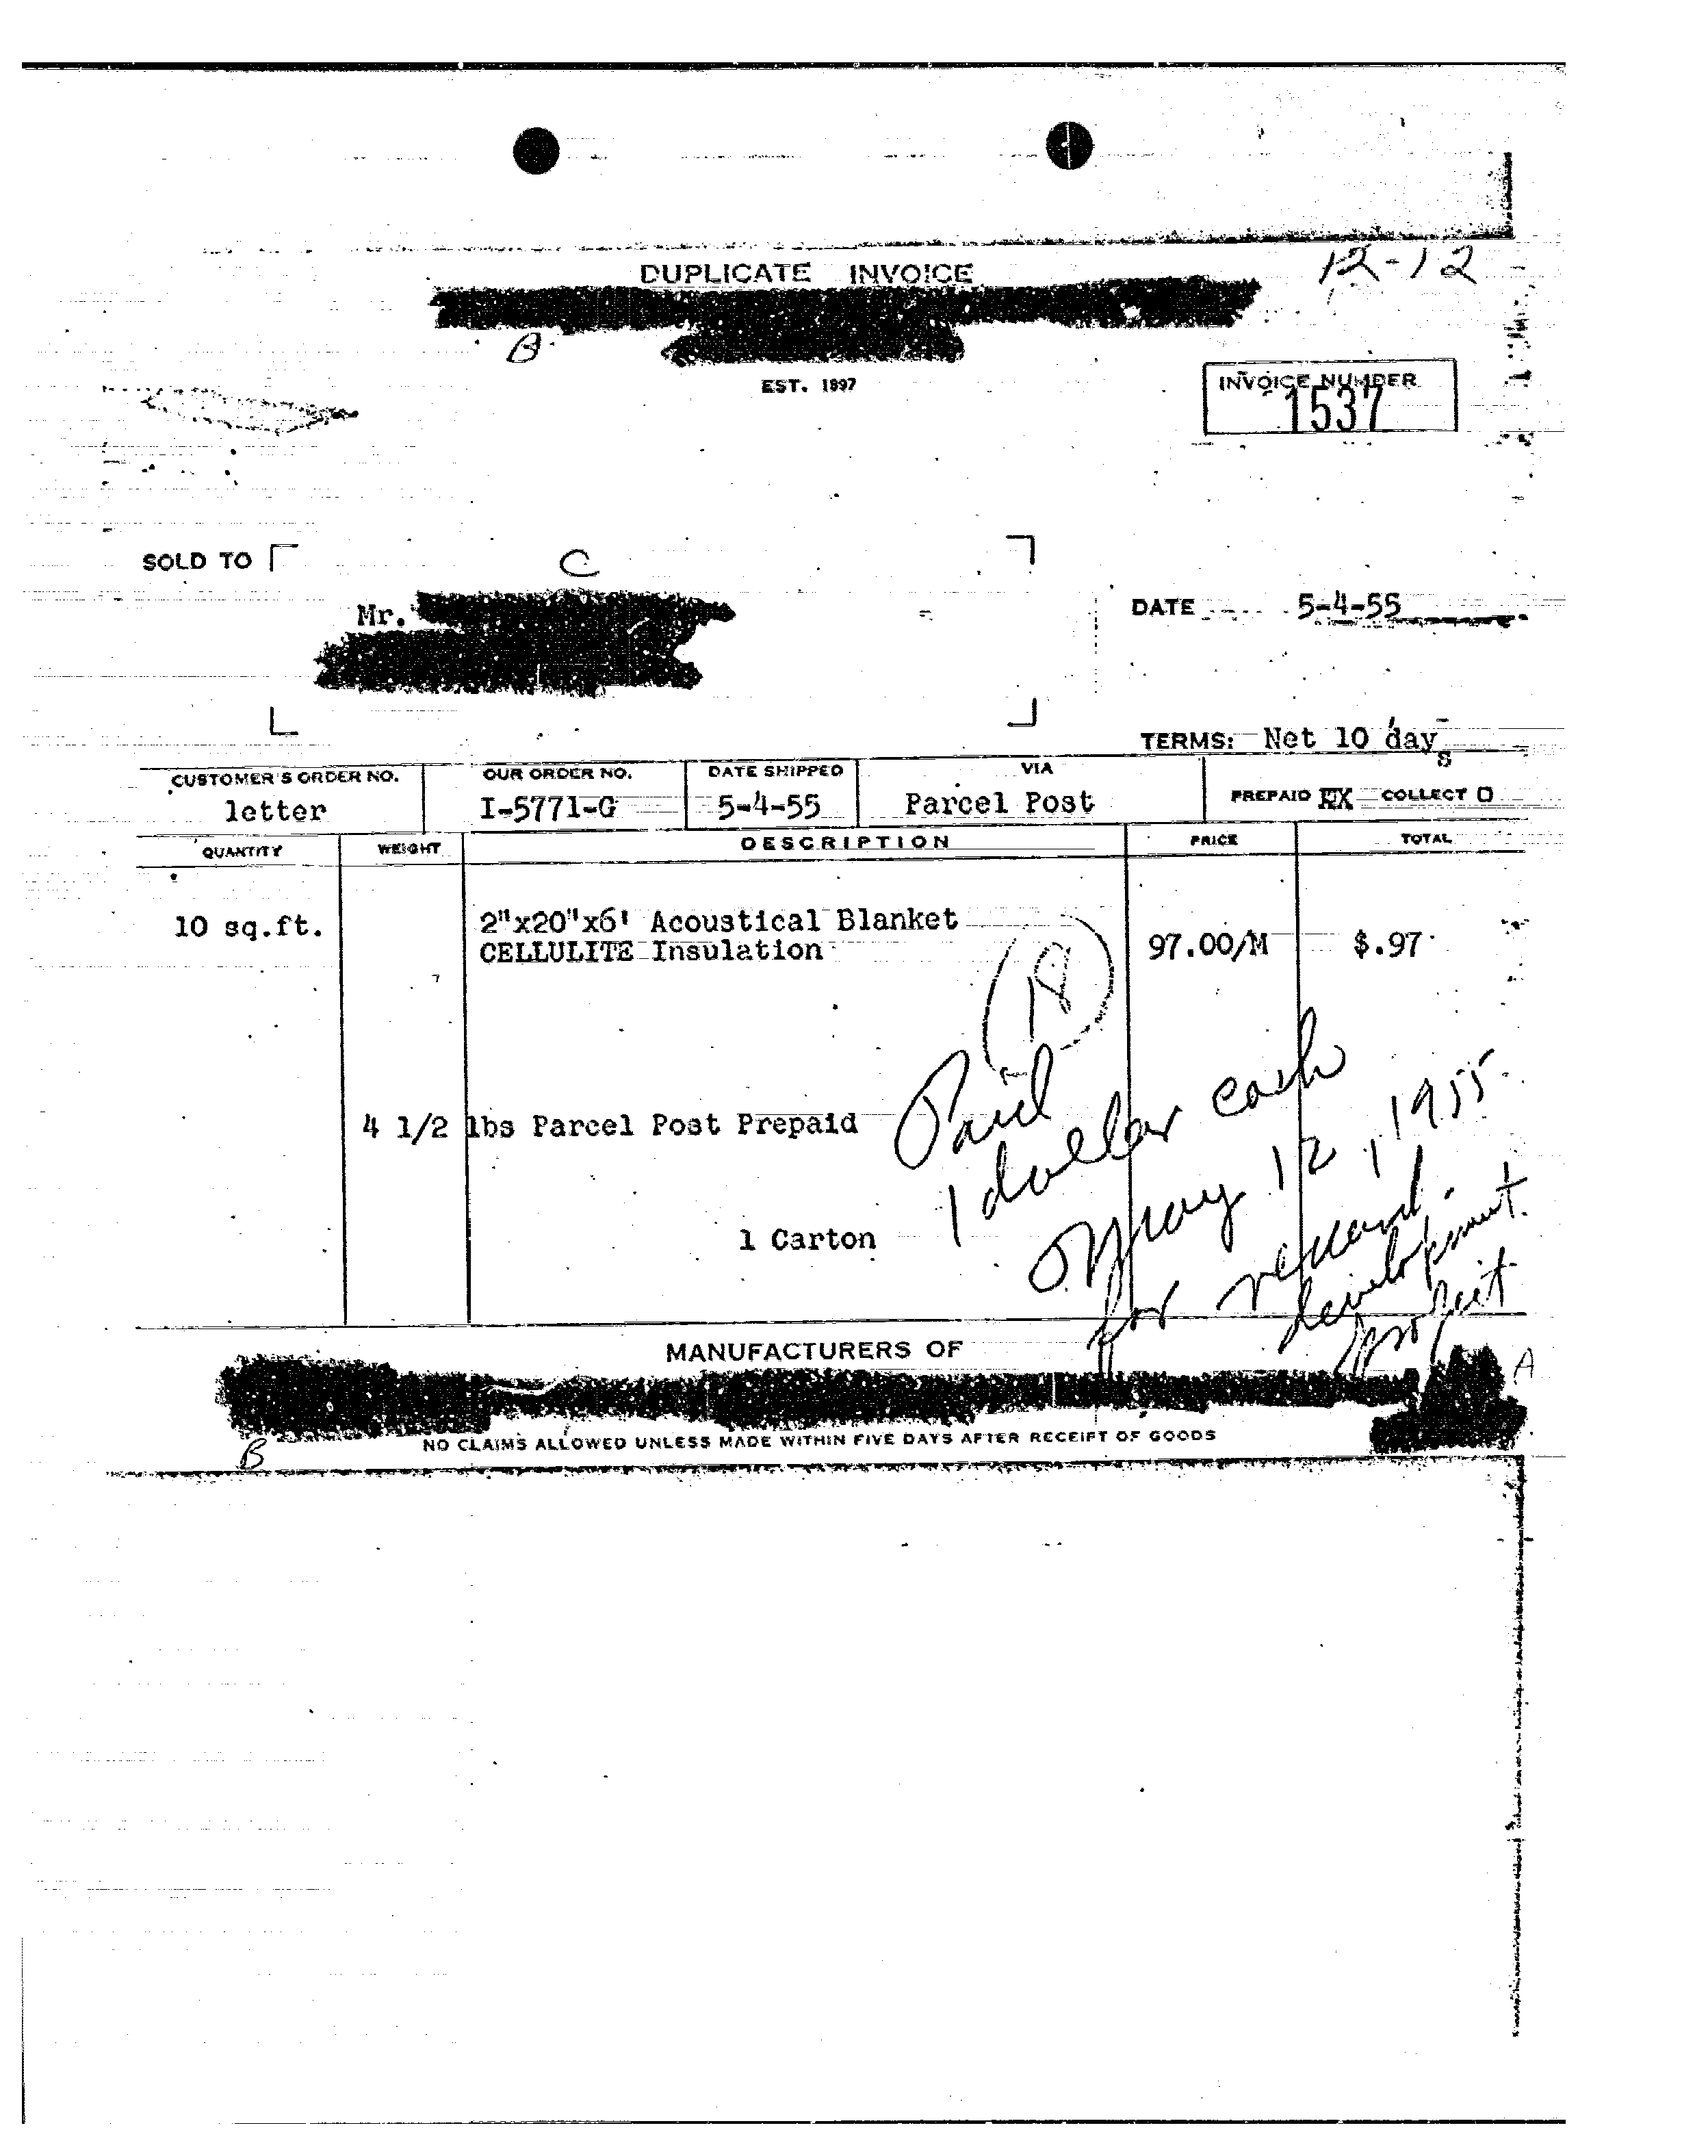 DUPLICATE INVOICE
12-12
B
EST. 1897
INVOICE NUMBER
1537
SOLD TO
C
Mr.
DATE 5-4-55
TERMS: Net 10 days
CUSTOMER'S ORDER NO. OUR ORDER NO. DATE SHIPPED VIA
letter I-5771-G 5-4-55 Parcel Post PREPAID XX COLLECT
QUANTITY WEIGHT DESCRIPTION PRICE TOTAL
10 sq.ft. 2"x20"x6' Acoustical Blanket
CELLULITE Insulation 97.00/M $.97
18
4 1/2 lbs Parcel Post Prepaid
1 Carton
Paid
1 dollar cash
May 12, 1955
for
development
MANUFACTURERS OF
A
NO CLAIMS ALLOWED UNLESS MADE WITHIN FIVE DAYS AFTER RECEIPT OF GOODS
B